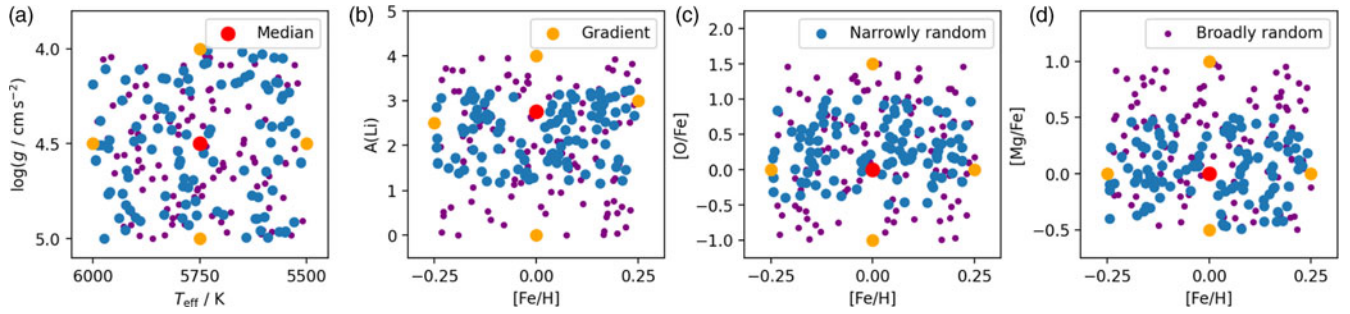 (a)
Median
4.0
4.5
5.0
log(g / cm s⁻²)
6000
5750
5500
T_eff / K
(b)
Gradient
5
4
3
2
1
0
A(Li)
−0.25
0.00
0.25
[Fe/H]
(c)
Narrowly random
2.0
1.5
1.0
0.5
0.0
−0.5
−1.0
[O/Fe]
−0.25
0.00
0.25
[Fe/H]
(d)
Broadly random
1.0
0.5
0.0
−0.5
[Mg/Fe]
−0.25
0.00
0.25
[Fe/H]